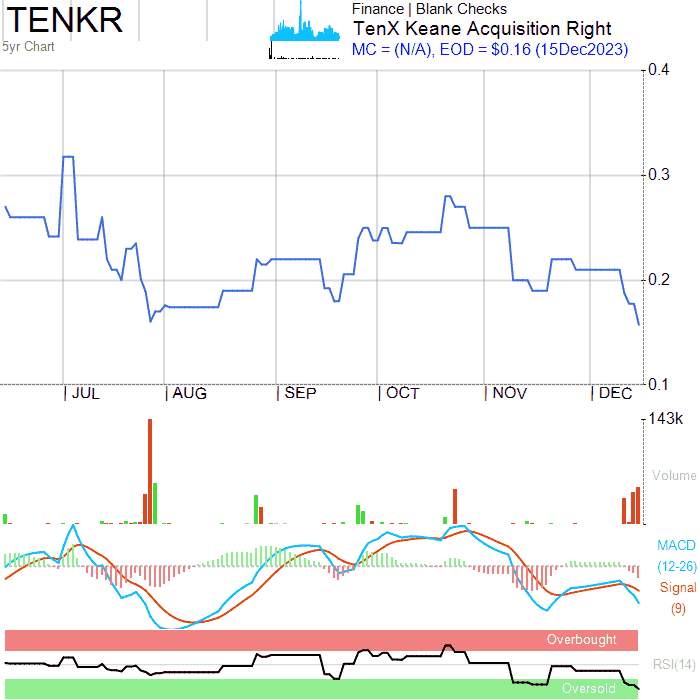 TENKR
5yr Chart
Finance | Blank Checks
TenX Keane Acquisition Right
MC = (N/A), EOD = $0.16 (15Dec2023)
0.4
0.3
0.2
0.1
JUL
AUG
SEP
OCT
NOV
DEC
143k
Volume
MACD
(12-26)
Signal
(9)
Overbought
RSI(14)
Oversold